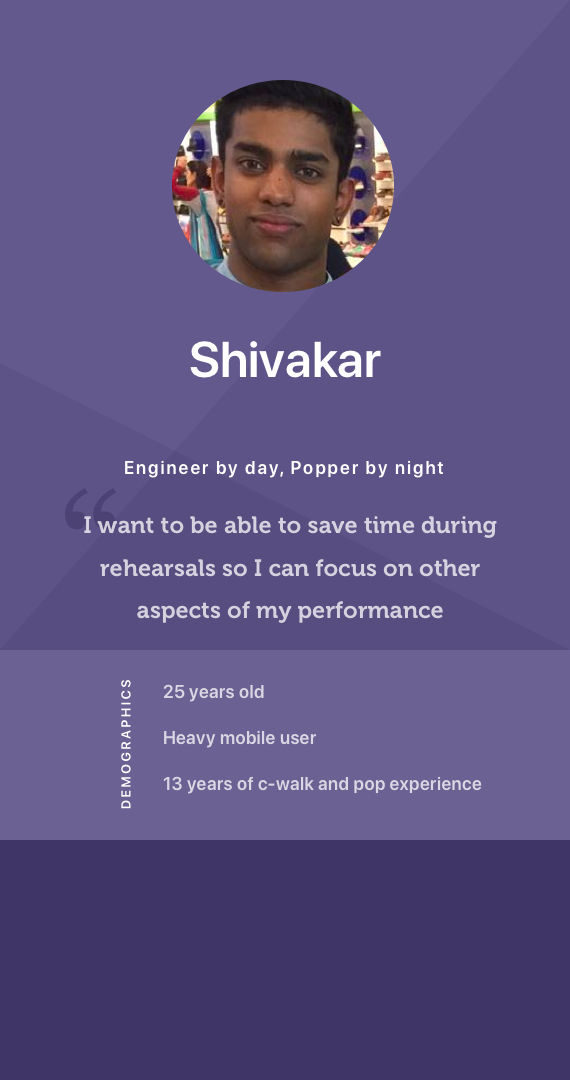 Shivakar
Engineer by day, Popper by night
“
I want to be able to save time during
rehearsals so I can focus on other
aspects of my performance
DEMOGRAPHICS
25 years old
Heavy mobile user
13 years of c-walk and pop experience